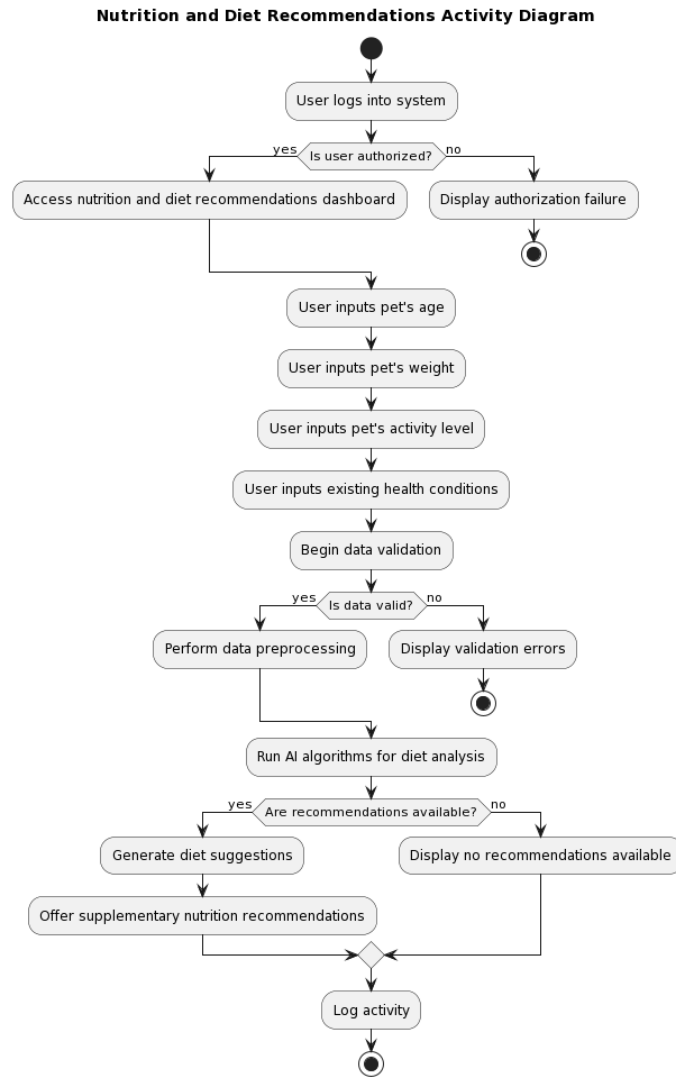 Nutrition and Diet Recommendations Activity Diagram
User logs into system
yes
Is user authorized?
no
Access nutrition and diet recommendations dashboard
Display authorization failure
User inputs pet's age
User inputs pet's weight
User inputs pet's activity level
User inputs existing health conditions
Begin data validation
yes
Is data valid?
no
Perform data preprocessing
Display validation errors
Run AI algorithms for diet analysis
yes
Are recommendations available?
no
Generate diet suggestions
Display no recommendations available
Offer supplementary nutrition recommendations
Log activity